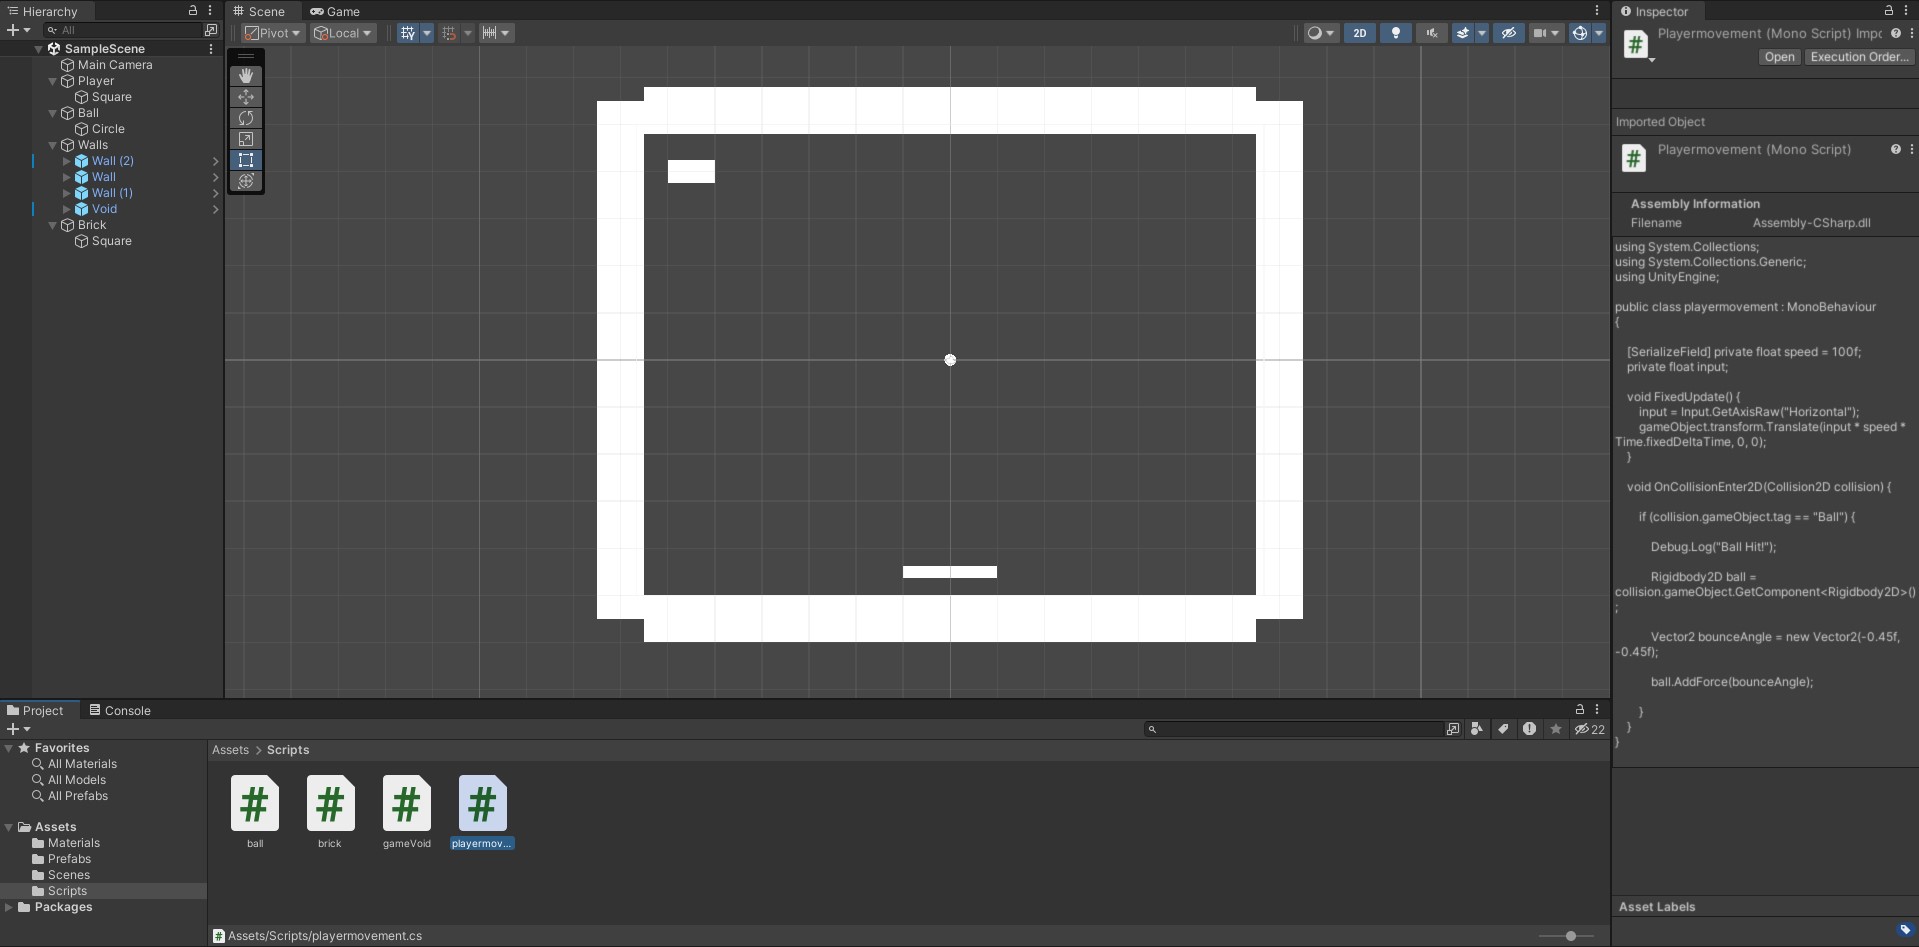 Hierarchy
All
SampleScene
Main Camera
Player
Square
Ball
Circle
Walls
Wall (2)
Wall
Wall (1)
Void
Brick
Square
Scene
Game
Pivot
Local
2D
Inspector
Playermovement (Mono Script) Impo
Open
Execution Order...
Imported Object
Playermovement (Mono Script)
Assembly Information
Filename Assembly-CSharp.dll
using System.Collections;
using System.Collections.Generic;
using UnityEngine;
public class playermovement : MonoBehaviour
{
[SerializeField] private float speed = 100f;
private float input;
void FixedUpdate() {
input = Input.GetAxisRaw("Horizontal");
gameObject.transform.Translate(input * speed *
Time.fixedDeltaTime, 0, 0);
}
void OnCollisionEnter2D(Collision2D collision) {
if (collision.gameObject.tag == "Ball") {
Debug.Log("Ball Hit!");
Rigidbody2D ball =
collision.gameObject.GetComponent<Rigidbody2D>()
;
Vector2 bounceAngle = new Vector2(-0.45f,
-0.45f);
ball.AddForce(bounceAngle);
}
}
}
Asset Labels
Project
Console
22
Favorites
All Materials
All Models
All Prefabs
Assets
Materials
Prefabs
Scenes
Scripts
Packages
Assets > Scripts
ball
brick
gameVoid
playermov...
Assets/Scripts/playermovement.cs